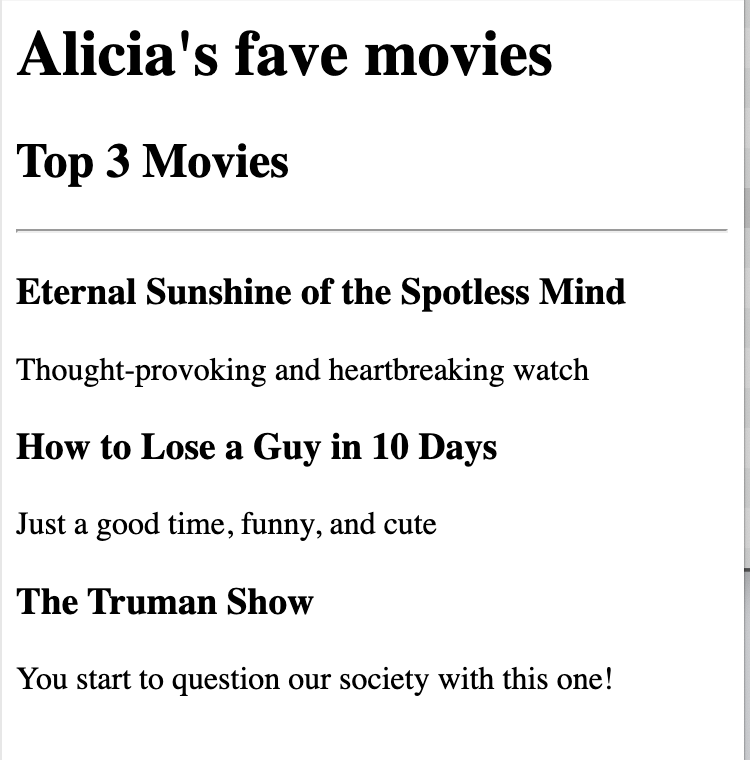 Alicia's fave movies
Top 3 Movies
Eternal Sunshine of the Spotless Mind
Thought-provoking and heartbreaking watch
How to Lose a Guy in 10 Days
Just a good time, funny, and cute
The Truman Show
You start to question our society with this one!